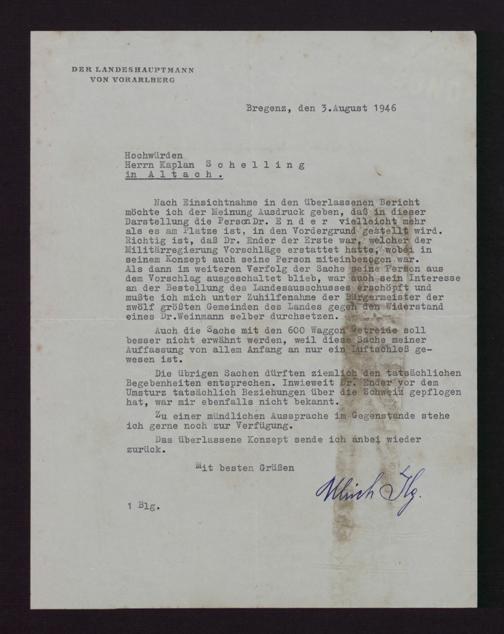 DER LANDESHAUPTMANN
VON VORARLBERG
Bregenz, den 3.August 1946
Hochwürden
Herrn Kaplan S c h e l l i n g
in A l t a c h .
Nach Einsichtnahme in den überlassenen Bericht
möchte ich der Meinung Ausdruck geben, daß in dieser
Darstellung die Person Dr. E n d e r vielleicht mehr
als es am Platze ist, in den Vordergrund gestellt wird.
Richtig ist, daß Dr. Ender der Erste war, welcher der
Militärregierung Vorschläge erstattet hatte, wobei in
seinem Konzept auch seine Person miteinbezogen war.
Als dann im weiteren Verfolg der Sache seine Person aus
dem Vorschlag ausgeschaltet blieb, war auch sein Interesse
an der Bestellung des Landesausschusses erschöpft und
mußte ich mich unter Zuhilfenahme der Bürgermeister der
zwölf größten Gemeinden des Landes gegen den Widerstand
eines Dr.Weinmann selber durchsetzen.
Auch die Sache mit den 600 Waggon Getreide soll
besser nicht erwähnt werden, weil diese Sache meiner
Auffassung von allem Anfang an nur ein Luftschloß ge-
wesen ist.
Die übrigen Sachen dürften ziemlich den tatsächlichen
Begebenheiten entsprechen. Inwieweit Dr. Ender vor dem
Umsturz tatsächlich Beziehungen über die Schweiz gepflogen
hat, war mir ebenfalls nicht bekannt.
Zu einer mündlichen Aussprache im Gegenstande stehe
ich gerne noch zur Verfügung.
Das überlassene Konzept sende ich anbei wieder
zurück.
Mit besten Grüßen
Ulrich Ilg.
1 Blg.